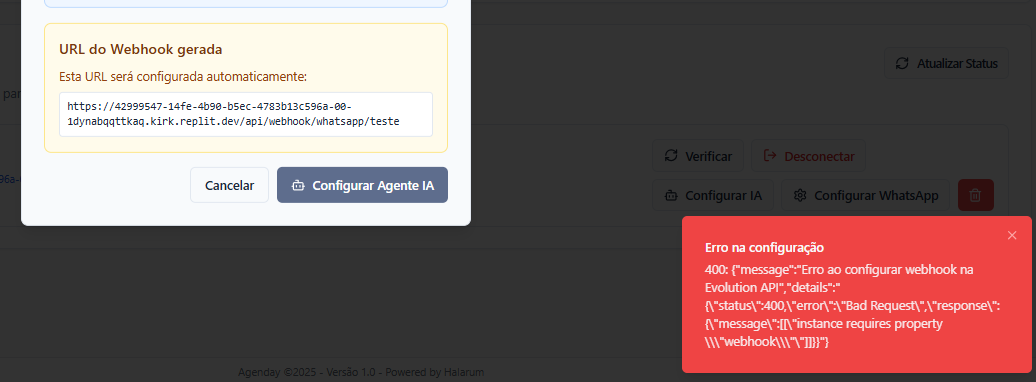 URL do Webhook gerada
Esta URL será configurada automaticamente:
Atualizar Status
par
https://42999547-14fe-4b90-b5ec-4783b13c596a-00-
1dynabqqttkaq.kirk.replit.dev/api/webhook/whatsapp/teste
Verificar
Desconectar
96a-
Cancelar
Configurar Agente IA
Configurar IA
Configurar WhatsApp
Erro na configuração
400: {"message":"Erro ao configurar webhook na
Evolution API","details":"
{\"status\":400,\"error\":\"Bad Request\",\"response\":
{\"message\":[[\"instance requires property
\\\"webhook\\\"\"]]}}"}
Agenday ©2025 - Versão 1.0 - Powered by Halarum